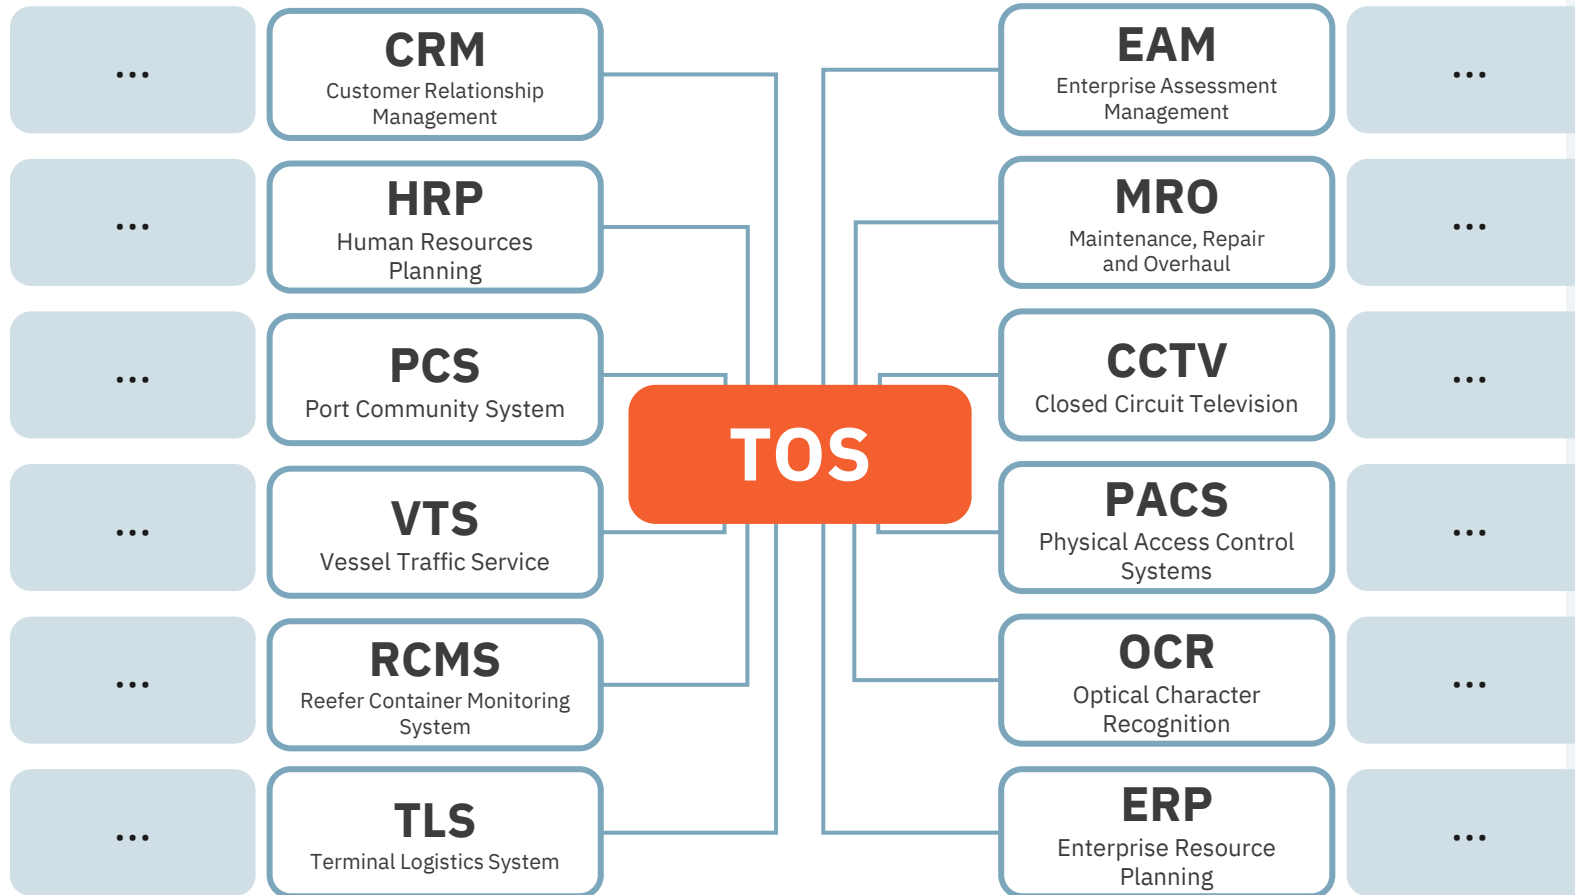 ...
CRM
Customer Relationship
Management
EAM
Enterprise Assessment
Management
...
...
HRP
Human Resources
Planning
MRO
Maintenance, Repair
and Overhaul
...
...
PCS
Port Community System
CCTV
Closed Circuit Television
...
TOS
...
VTS
Vessel Traffic Service
PACS
Physical Access Control
Systems
...
...
RCMS
Reefer Container Monitoring
System
OCR
Optical Character
Recognition
...
...
TLS
Terminal Logistics System
ERP
Enterprise Resource
Planning
...